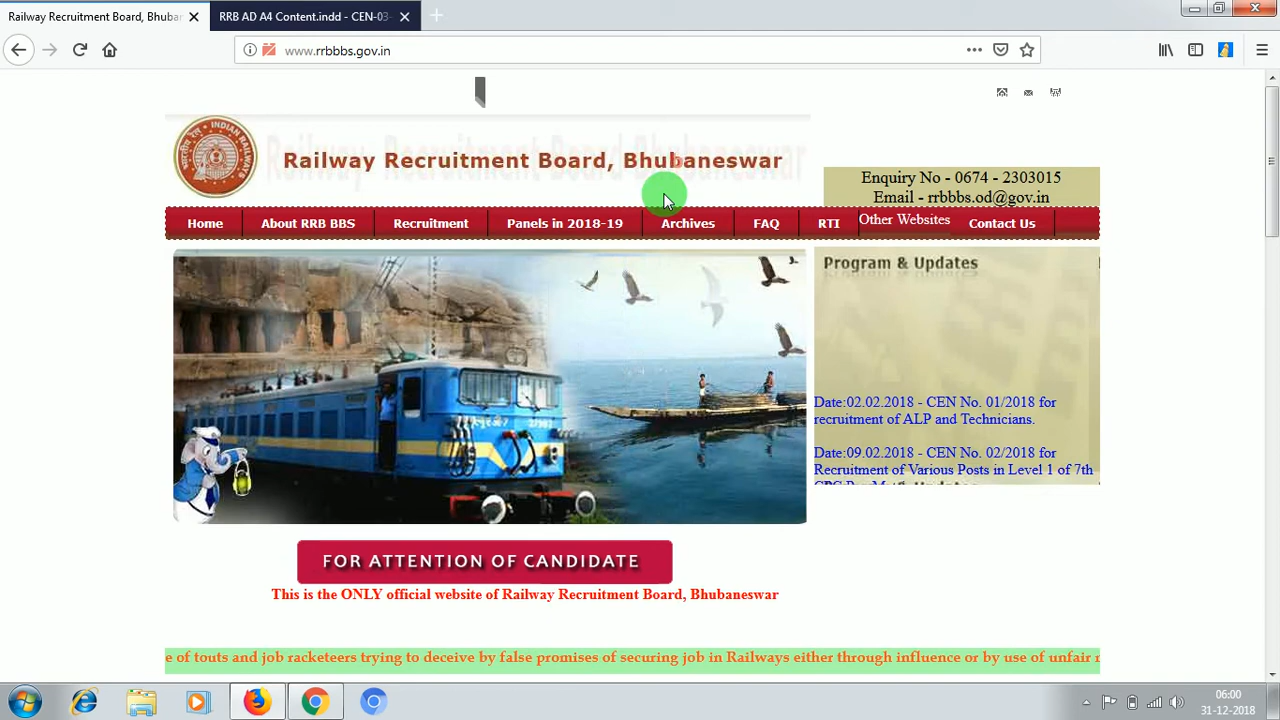 Railway Recruitment Board, Bhuba
RRB AD A4 Content.indd - CEN-03-
www.rrbbbs.gov.in
INDIAN RAILWAYS
Railway Recruitment Board, Bhubaneswar
Enquiry No - 0674 - 2303015
Email - rrbbbs.od@gov.in
Home About RRB BBS Recruitment Panels in 2018-19 Archives FAQ RTI Other Websites Contact Us
Program & Updates
Date:02.02.2018 - CEN No. 01/2018 for
recruitment of ALP and Technicians.
Date:09.02.2018 - CEN No. 02/2018 for
Recruitment of Various Posts in Level 1 of 7th
FOR ATTENTION OF CANDIDATE
This is the ONLY official website of Railway Recruitment Board, Bhubaneswar
e of touts and job racketeers trying to deceive by false promises of securing job in Railways either through influence or by use of unfair
06:00
31-12-2018